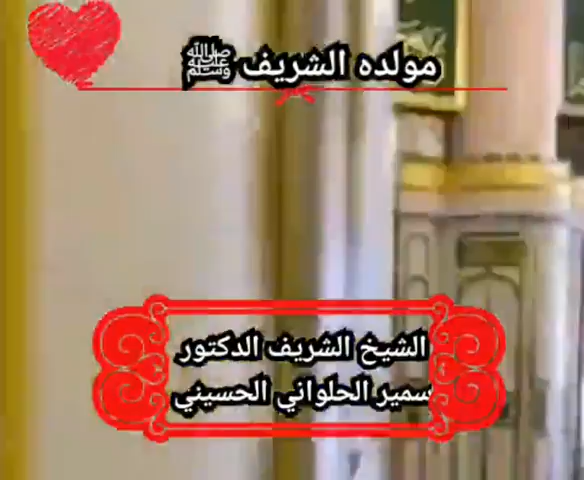 مولده الشريف ﷺ
الشيخ الشريف الدكتور
سمير الحلواني الحسيني